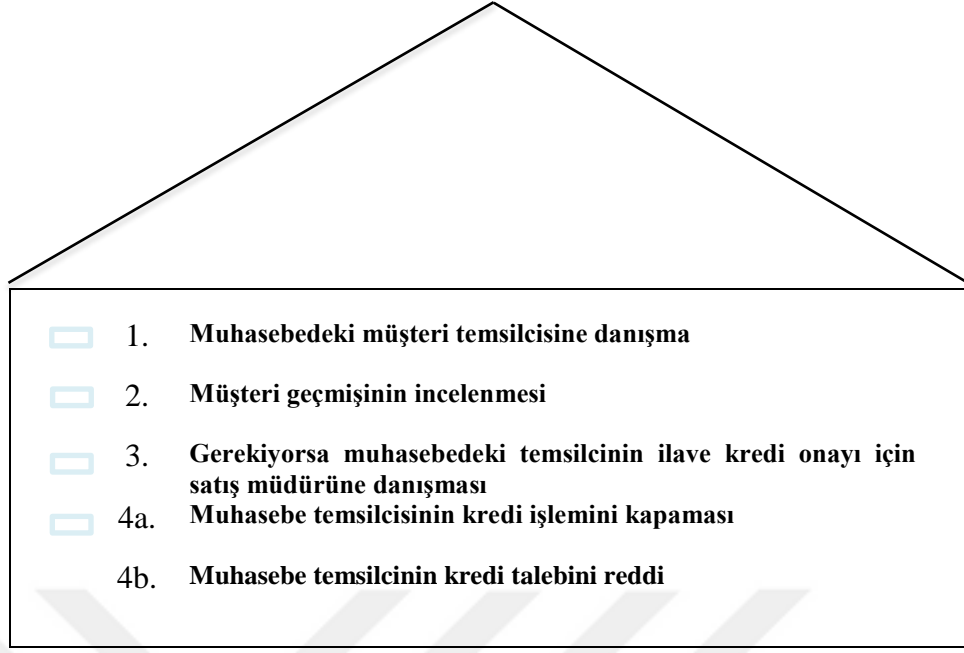 1. Muhasebedeki müşteri temsilcisine danışma
2. Müşteri geçmişinin incelenmesi
3. Gerekiyorsa muhasebedeki temsilcinin ilave kredi onayı için
satış müdürüne danışması
4a. Muhasebe temsilcisinin kredi işlemini kapaması
4b. Muhasebe temsilcinin kredi talebini reddi